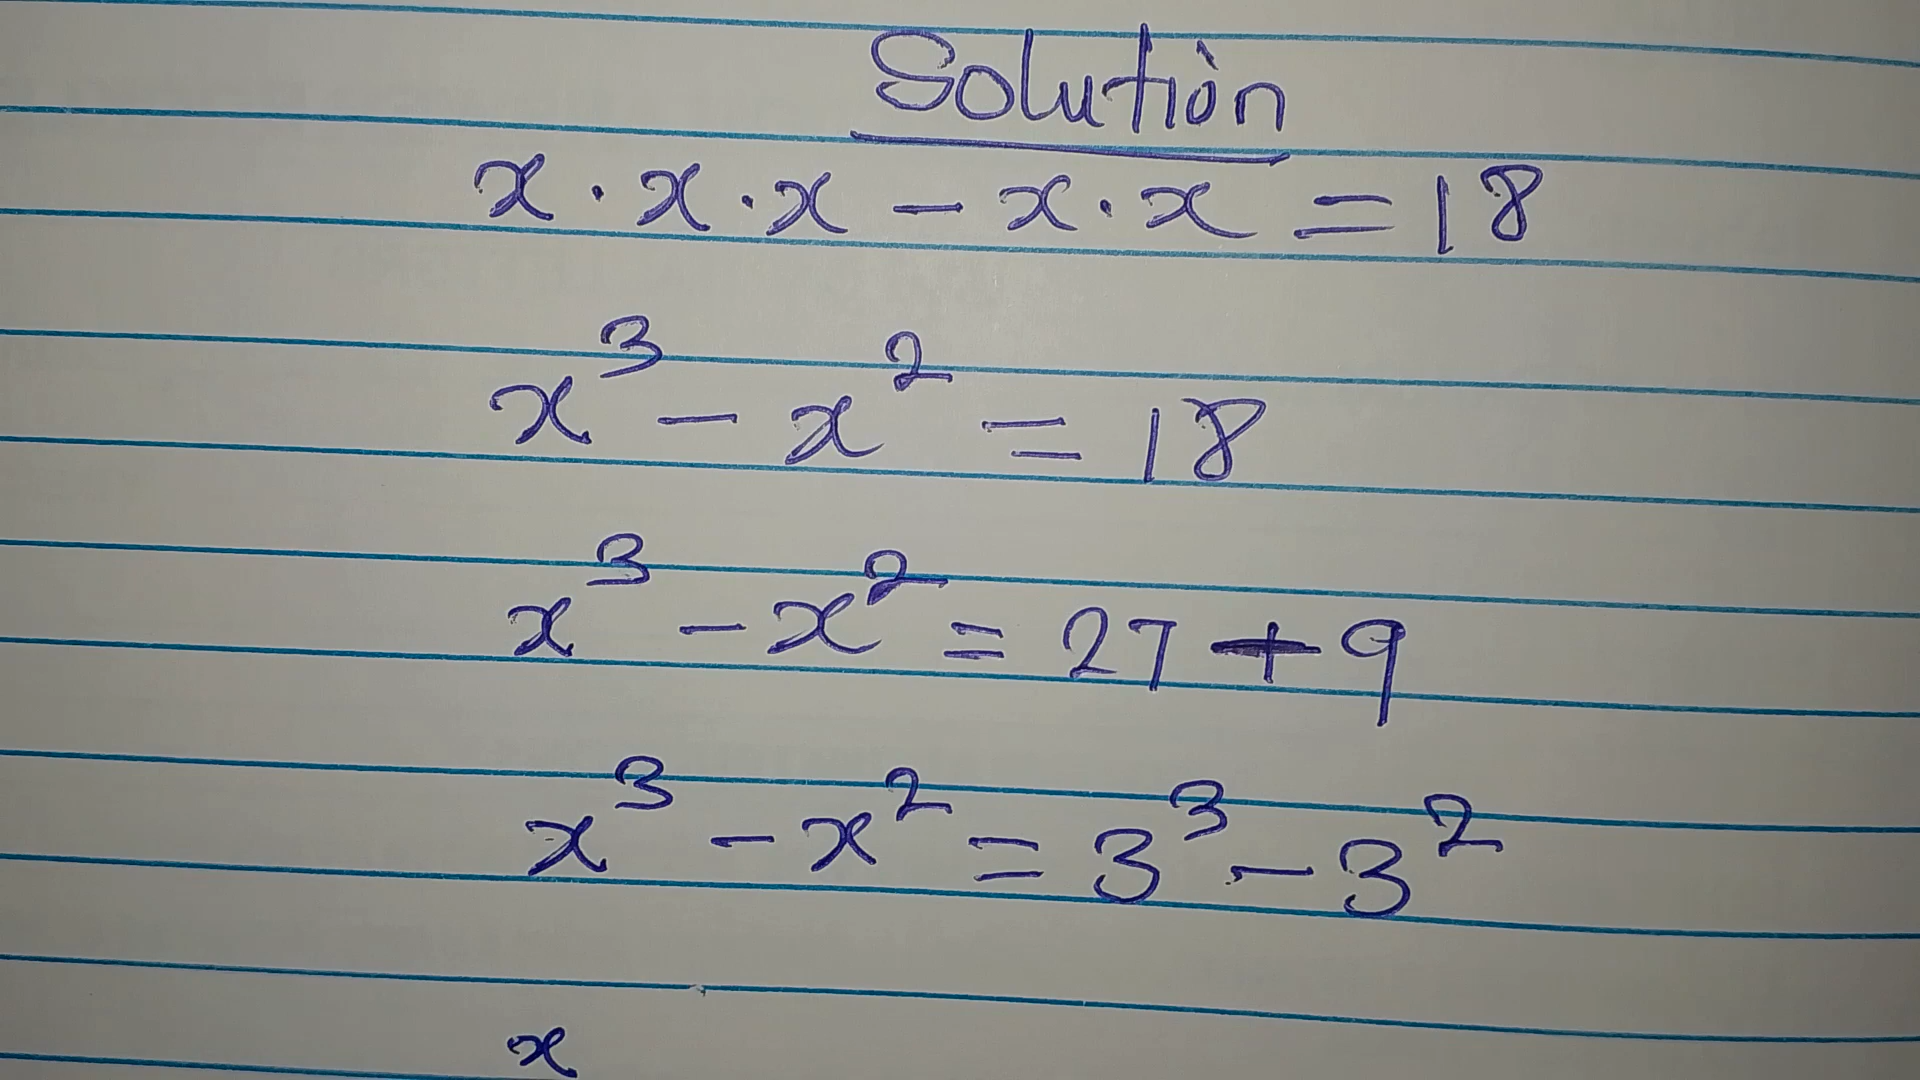 Solution
x · x · x - x · x = 18
x³ - x² = 18
x³ - x² = 27 + 9
x³ - x² = 3³ - 3²
x